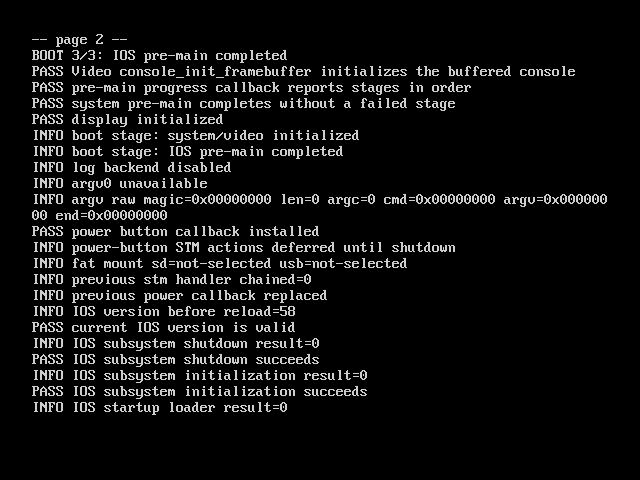 -- page 2 --
BOOT 3/3: IOS pre-main completed
PASS Video console_init_framebuffer initializes the buffered console
PASS pre-main progress callback reports stages in order
PASS system pre-main completes without a failed stage
PASS display initialized
INFO boot stage: system/video initialized
INFO boot stage: IOS pre-main completed
INFO log backend disabled
INFO argv0 unavailable
INFO argv raw magic=0x00000000 len=0 argc=0 cmd=0x00000000 argv=0x000000
00 end=0x00000000
PASS power button callback installed
INFO power-button STM actions deferred until shutdown
INFO fat mount sd=not-selected usb=not-selected
INFO previous stm handler chained=0
INFO previous power callback replaced
INFO IOS version before reload=58
PASS current IOS version is valid
INFO IOS subsystem shutdown result=0
PASS IOS subsystem shutdown succeeds
INFO IOS subsystem initialization result=0
PASS IOS subsystem initialization succeeds
INFO IOS startup loader result=0